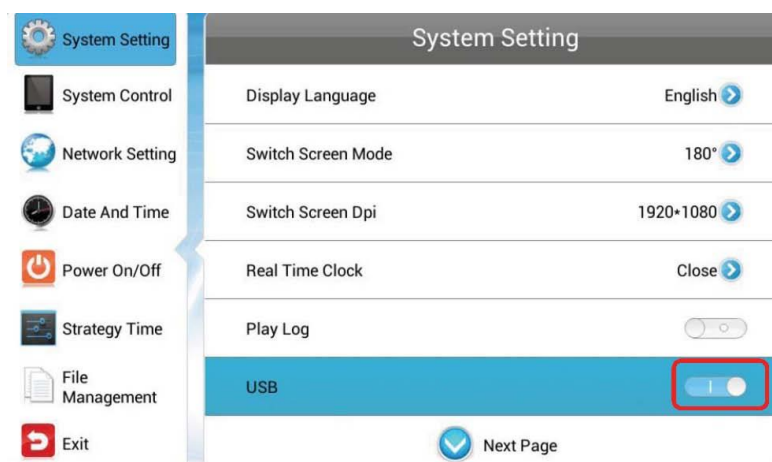 System Setting
System Control
Network Setting
Date And Time
Power On/Off
Strategy Time
File
Management
Exit
System Setting
Display Language English
Switch Screen Mode 180°
Switch Screen Dpi 1920*1080
Real Time Clock Close
Play Log
USB
Next Page